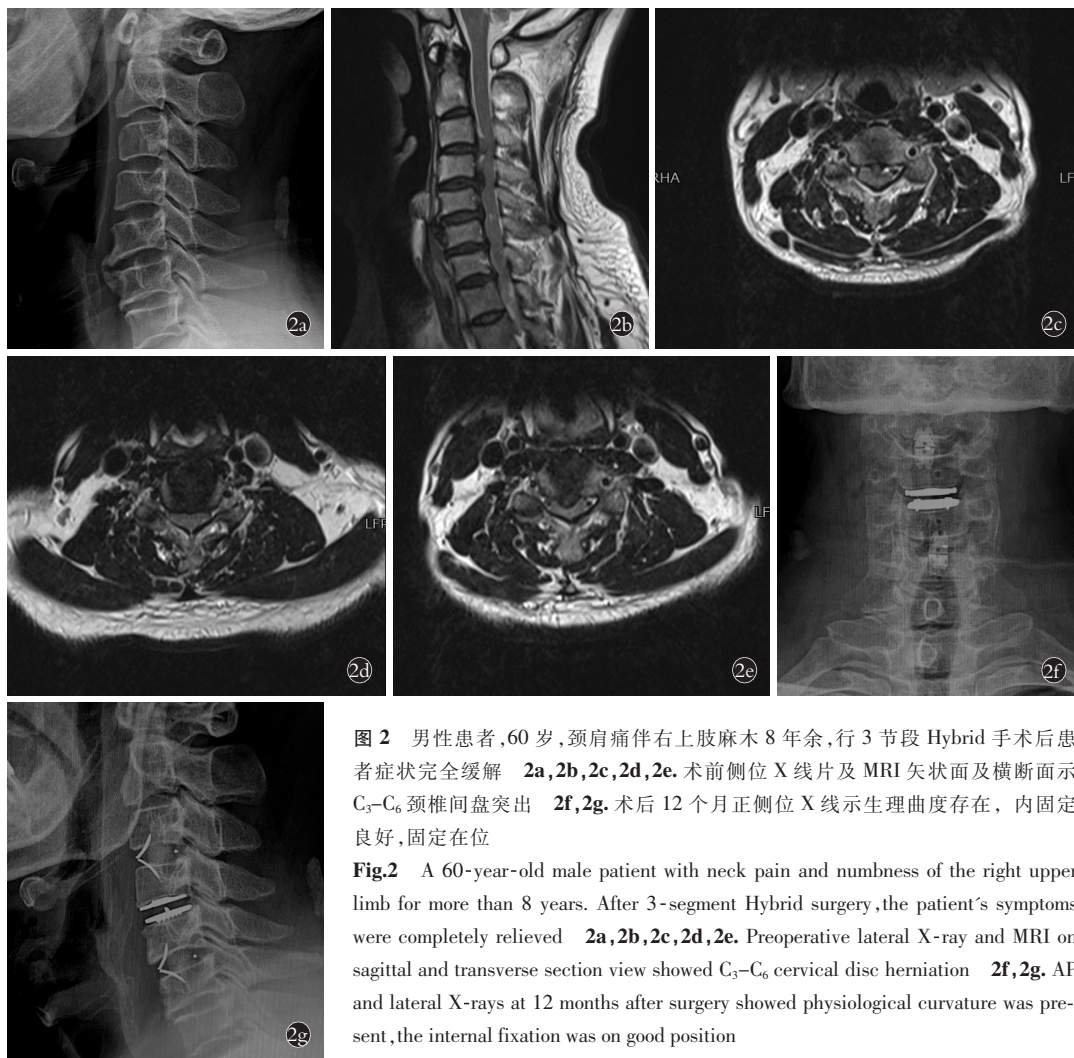 2a
2b
RHA
LF
2c
LFP
2d
LF
2e
2f
2g
图 2 男性患者,60 岁,颈肩痛伴右上肢麻木 8 年余,行 3 节段 Hybrid 手术后患
者症状完全缓解 2a,2b,2c,2d,2e. 术前侧位 X 线片及 MRI 矢状面及横断面示
C₃–C₆ 颈椎间盘突出 2f,2g. 术后 12 个月正侧位 X 线示生理曲度存在，内固定
良好,固定在位
Fig.2 A 60-year-old male patient with neck pain and numbness of the right upper
limb for more than 8 years. After 3-segment Hybrid surgery,the patient´s symptoms
were completely relieved 2a,2b,2c,2d,2e. Preoperative lateral X-ray and MRI on
sagittal and transverse section view showed C₃–C₆ cervical disc herniation 2f,2g. AP
and lateral X-rays at 12 months after surgery showed physiological curvature was pre-
sent,the internal fixation was on good position